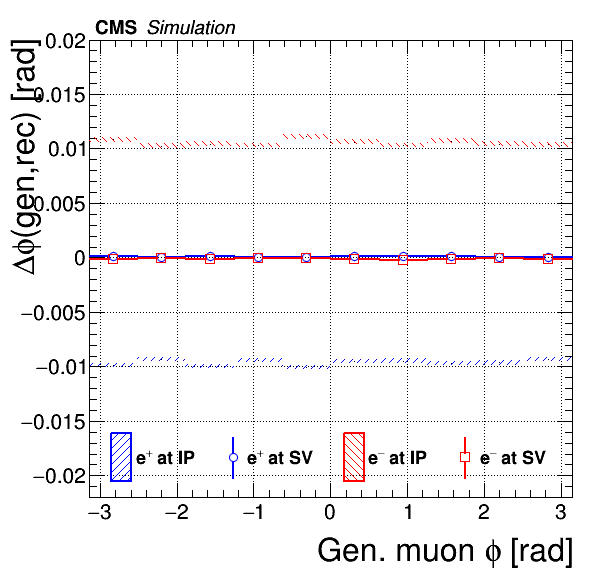 CMS Simulation
Δϕ(gen,rec) [rad]
0.02
0.015
0.01
0.005
0
−0.005
−0.01
−0.015
−0.02
e⁺ at IP e⁺ at SV e⁻ at IP e⁻ at SV
−3 −2 −1 0 1 2 3
Gen. muon ϕ [rad]